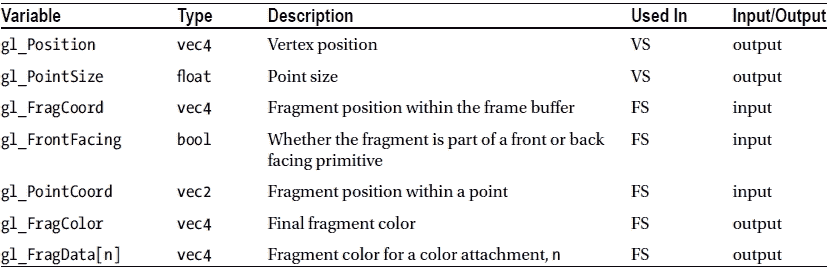 Variable Type Description Used In Input/Output
gl_Position vec4 Vertex position VS output
gl_PointSize float Point size VS output
gl_FragCoord vec4 Fragment position within the frame buffer FS input
gl_FrontFacing bool Whether the fragment is part of a front or back FS input
facing primitive
gl_PointCoord vec2 Fragment position within a point FS input
gl_FragColor vec4 Final fragment color FS output
gl_FragData[n] vec4 Fragment color for a color attachment, n FS output